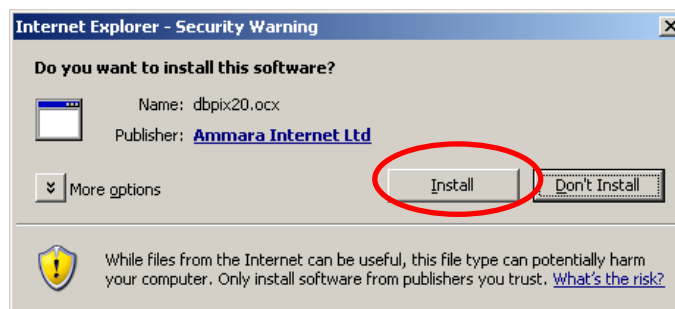 Internet Explorer - Security Warning
Do you want to install this software?
Name: dbpix20.ocx
Publisher: Ammara Internet Ltd
More options
Install
Don't Install
While files from the Internet can be useful, this file type can potentially harm
your computer. Only install software from publishers you trust. What's the risk?